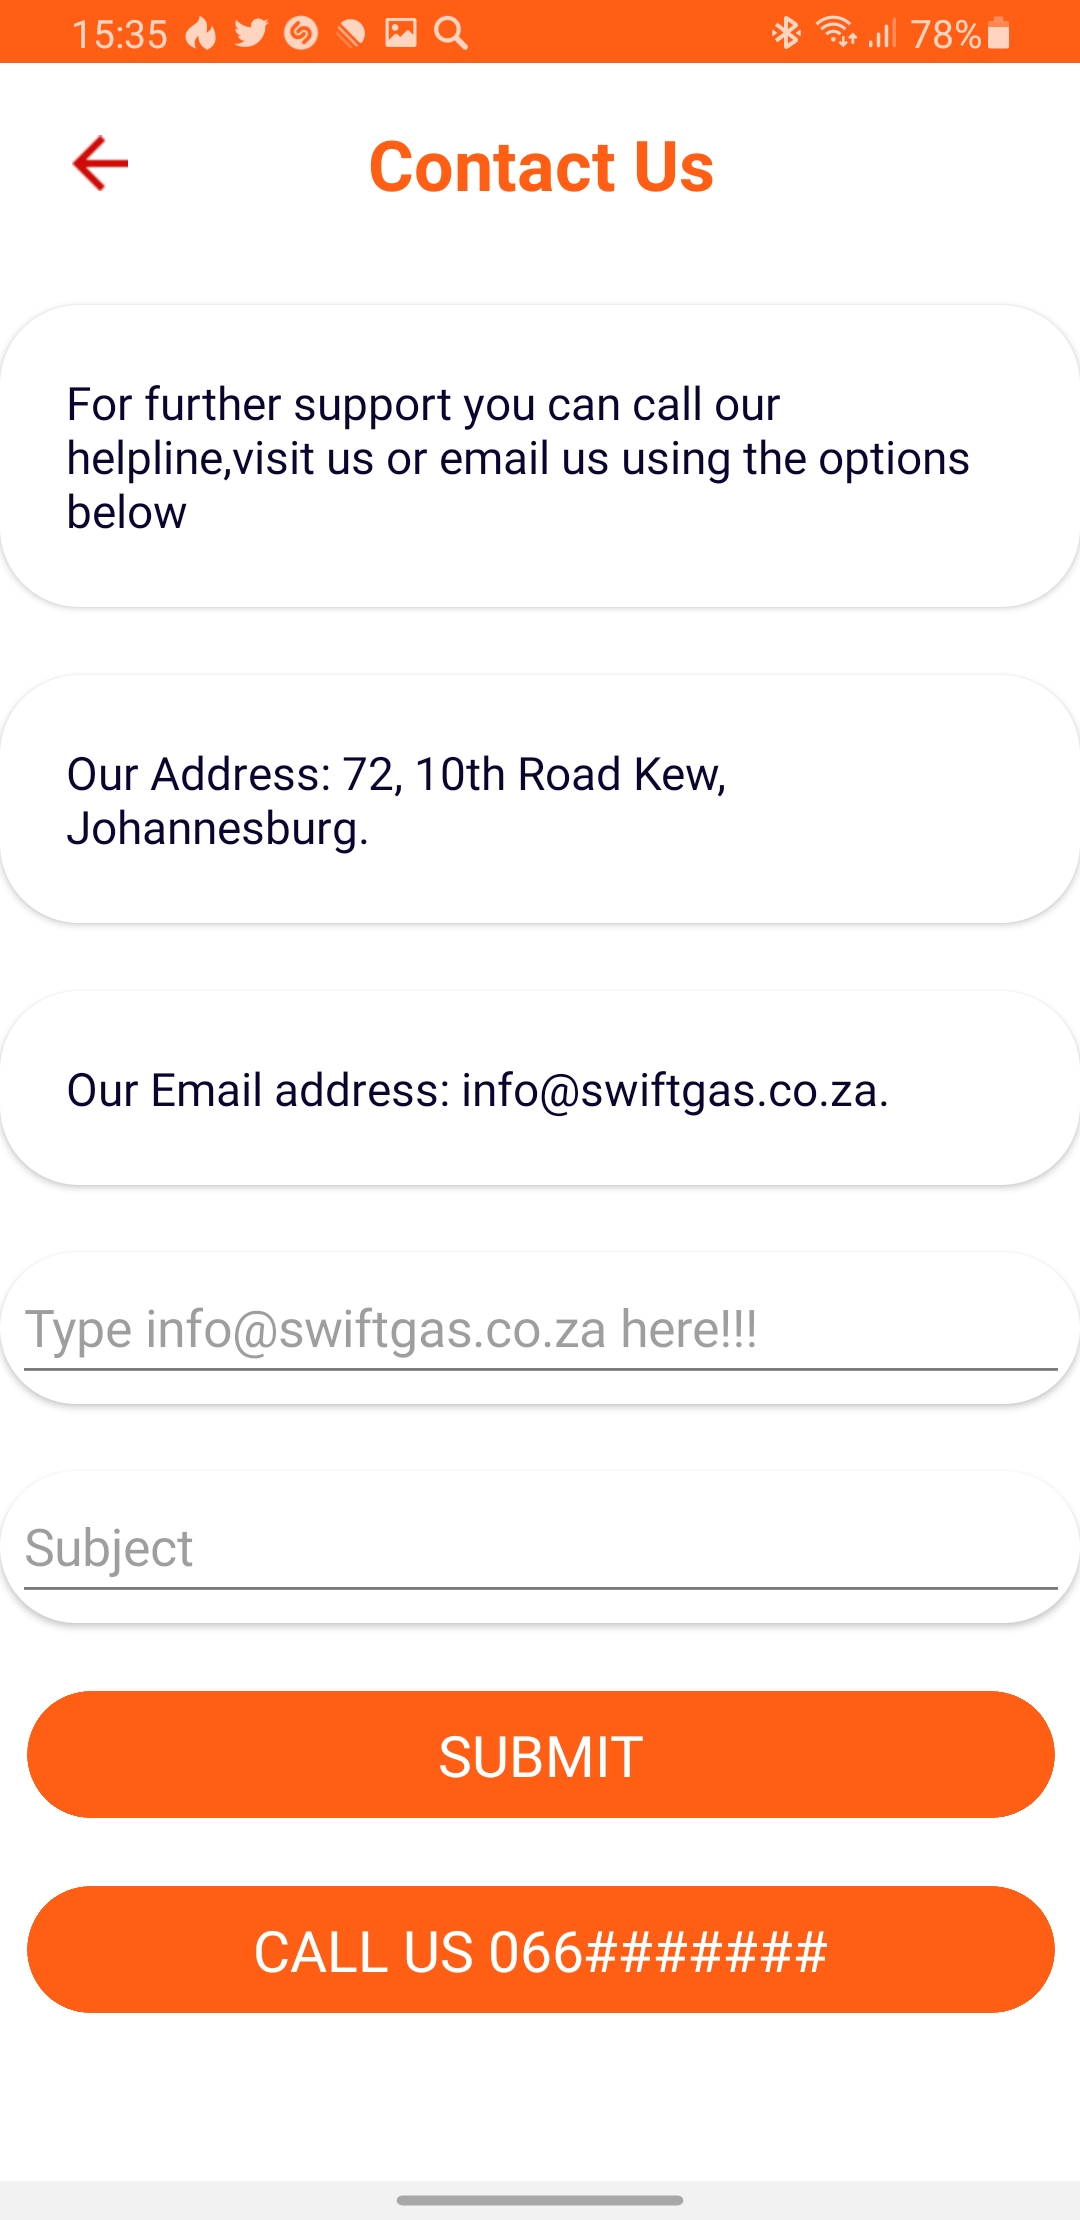 15:35 78%
Contact Us
For further support you can call our
helpline,visit us or email us using the options
below
Our Address: 72, 10th Road Kew,
Johannesburg.
Our Email address: info@swiftgas.co.za.
Type info@swiftgas.co.za here!!!
Subject
SUBMIT
CALL US 066#######